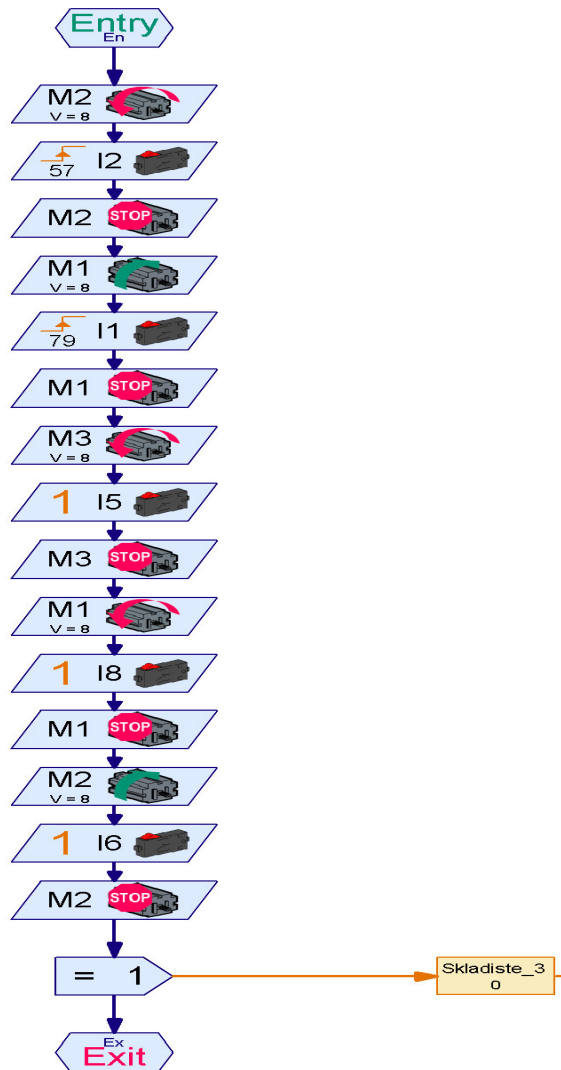 Entry
En
M2
V = 8
I2
57
M2 STOP
M1
V = 8
I1
79
M1 STOP
M3
V = 8
1 I5
M3 STOP
M1
V = 8
1 I8
M1 STOP
M2
V = 8
1 I6
M2 STOP
= 1
Skladiste_3
0
Ex
Exit